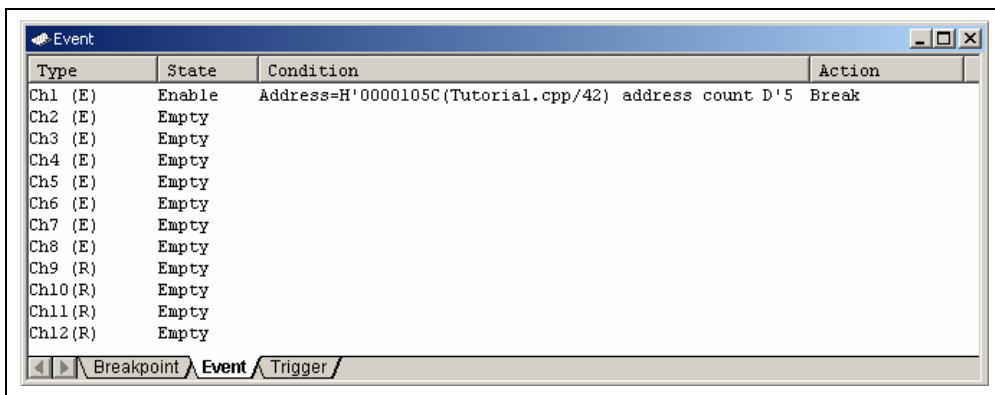 Event
Type State Condition Action
Ch1 (E) Enable Address=H'0000105C(Tutorial.cpp/42) address count D'5 Break
Ch2 (E) Empty
Ch3 (E) Empty
Ch4 (E) Empty
Ch5 (E) Empty
Ch6 (E) Empty
Ch7 (E) Empty
Ch8 (E) Empty
Ch9 (R) Empty
Ch10(R) Empty
Ch11(R) Empty
Ch12(R) Empty
Breakpoint Event Trigger